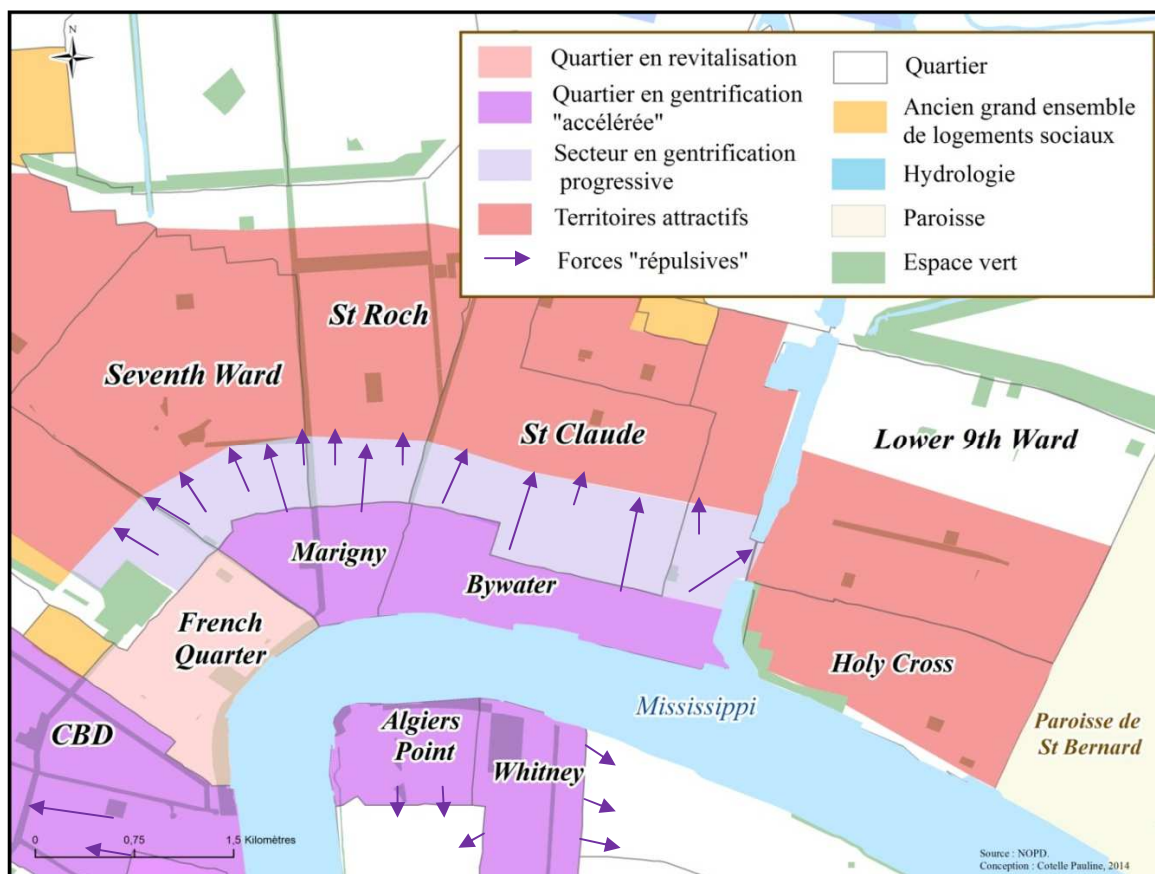 N
Quartier en revitalisation
Quartier en gentrification
"accélérée"
Secteur en gentrification
progressive
Territoires attractifs
Forces "répulsives"
Quartier
Ancien grand ensemble
de logements sociaux
Hydrologie
Paroisse
Espace vert
St Roch
Seventh Ward
St Claude
Lower 9th Ward
Marigny
Bywater
French
Quarter
Holy Cross
Mississippi
CBD
Algiers
Point
Whitney
Paroisse de
St Bernard
0 0,75 1,5 Kilomètres
Source : NOPD.
Conception : Cotelle Pauline, 2014